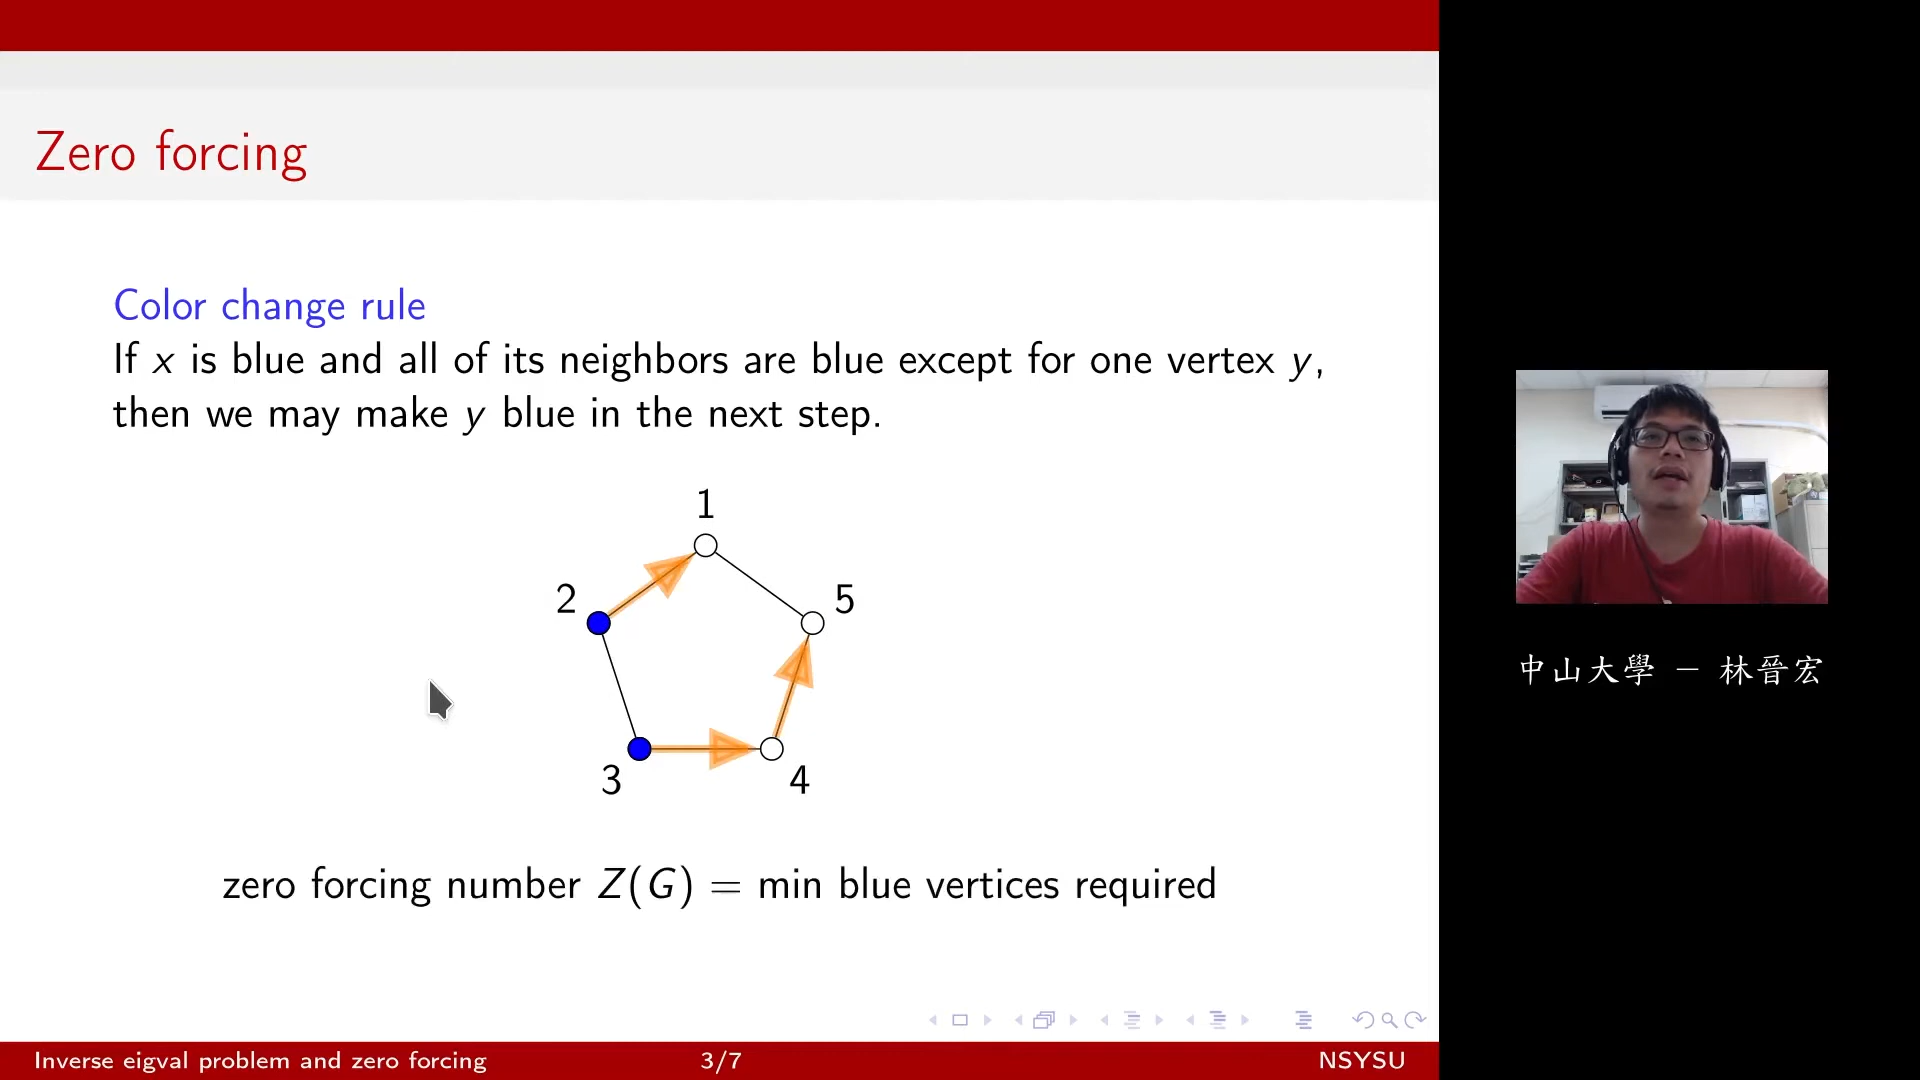 Zero forcing
Color change rule
If x is blue and all of its neighbors are blue except for one vertex y,
then we may make y blue in the next step.
1
2
5
3
4
zero forcing number Z(G) = min blue vertices required
Inverse eigval problem and zero forcing
3/7
NSYSU
中山大學 – 林晉宏